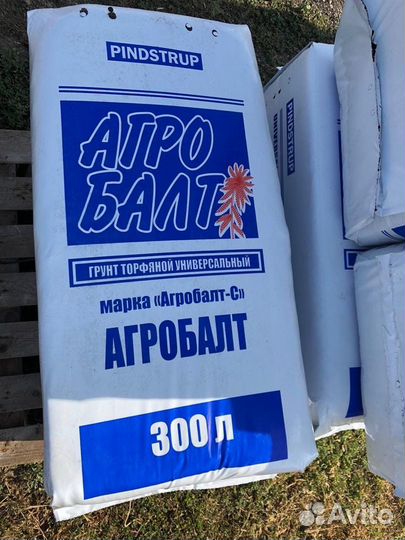 PINDSTRUP
АГРО
БАЛТ
ГРУНТ ТОРФЯНОЙ УНИВЕРСАЛЬНЫЙ
марка «Агробалт-С»
АГРОБАЛТ
300 л
PINDSTRUP
Avito